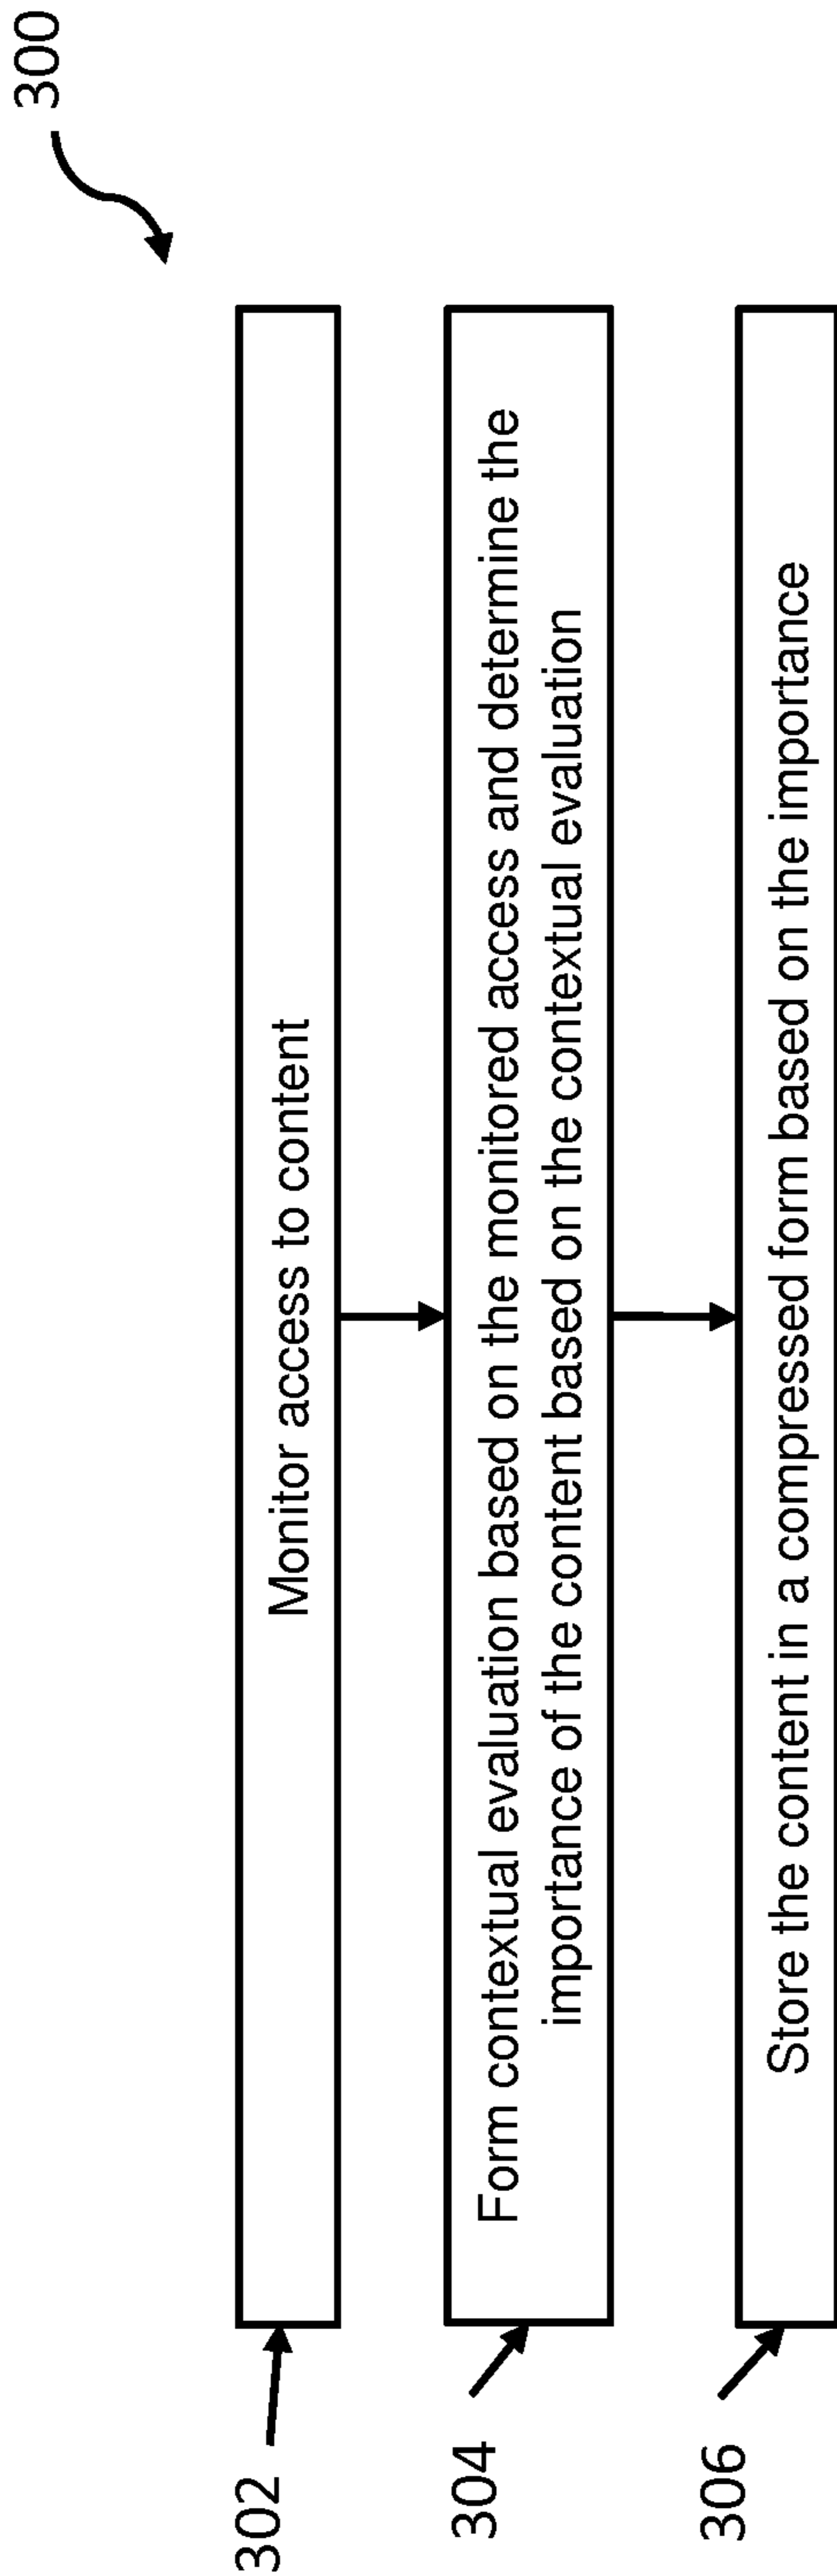 300
302
Monitor access to content
304
Form contextual evaluation based on the monitored access and determine the
importance of the content based on the contextual evaluation
306
Store the content in a compressed form based on the importance